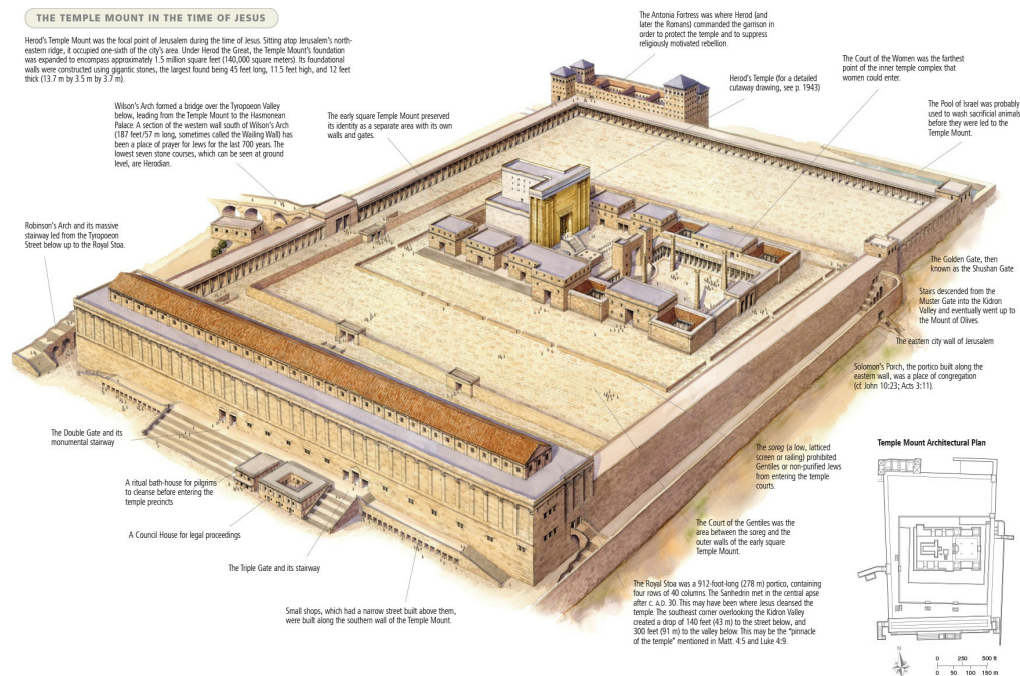 THE TEMPLE MOUNT IN THE TIME OF JESUS
Herod's Temple Mount was the focal point of Jerusalem during the time of Jesus. Sitting atop Jerusalem's north-
eastern ridge, it occupied one-sixth of the city's area. Under Herod the Great, the Temple Mount's foundation
was expanded to encompass approximately 1.5 million square feet (140,000 square meters). Its foundational
walls were constructed using gigantic stones, the largest found being 45 feet long, 11.5 feet high, and 12 feet
thick (13.7 m by 3.5 m by 3.7 m).
The Antonia Fortress was where Herod (and
later the Romans) commanded the garrison in
order to protect the temple and to suppress
religiously motivated rebellion.
The Court of the Women was the farthest
point of the inner temple complex that
women could enter.
Herod's Temple (for a detailed
cutaway drawing, see p. 1943)
The Pool of Israel was probably
used to wash sacrificial animals
before they were led to the
Temple Mount.
Wilson's Arch formed a bridge over the Tyropoeon Valley
below, leading from the Temple Mount to the Hasmonean
Palace. A section of the western wall south of Wilson's Arch
(187 feet/57 m long, sometimes called the Wailing Wall) has
been a place of prayer for Jews for the last 700 years. The
lowest seven stone courses, which can be seen at ground
level, are Herodian.
The early square Temple Mount preserved
its identity as a separate area with its own
walls and gates.
Robinson's Arch and its massive
stairway led from the Tyropoeon
Street below up to the Royal Stoa.
The Golden Gate, then
known as the Shushan Gate
Stairs descended from the
Muster Gate into the Kidron
Valley and eventually went up to
the Mount of Olives.
The eastern city wall of Jerusalem
Solomon's Porch, the portico built along the
eastern wall, was a place of congregation
(cf. John 10:23; Acts 3:11).
The Double Gate and its
monumental stairway
A ritual bath-house for pilgrims
to cleanse before entering the
temple precincts
A Council House for legal proceedings
The Triple Gate and its stairway
Small shops, which had a narrow street built above them,
were built along the southern wall of the Temple Mount.
The soreg (a low, latticed
screen or railing) prohibited
Gentiles or non-purified Jews
from entering the temple
courts.
The Court of the Gentiles was the
area between the soreg and the
outer walls of the early square
Temple Mount.
The Royal Stoa was a 912-foot-long (278 m) portico, containing
four rows of 40 columns. The Sanhedrin met in the central apse
after c. A.D. 30. This may have been where Jesus cleansed the
temple. The southeast corner overlooking the Kidron Valley
created a drop of 140 feet (43 m) to the street below, and
300 feet (91 m) to the valley below. This may be the "pinnacle
of the temple" mentioned in Matt. 4:5 and Luke 4:9.
Temple Mount Architectural Plan
N
0 250 500 ft
0 50 100 150 m